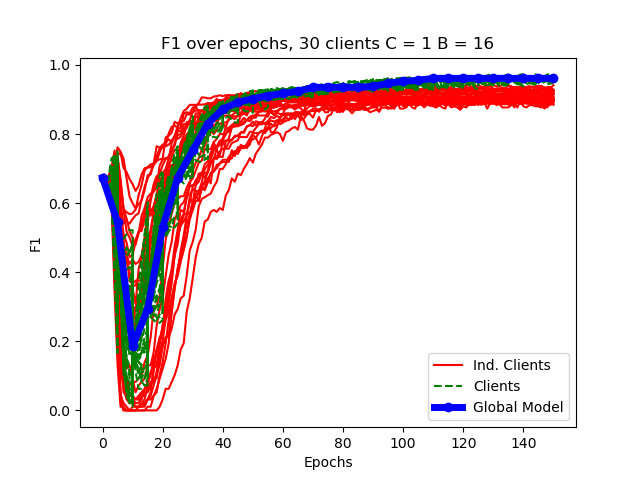 F1 over epochs, 30 clients C = 1 B = 16
1.0
0.8
0.6
0.4
0.2
0.0
F1
Ind. Clients
Clients
Global Model
0 20 40 60 80 100 120 140
Epochs